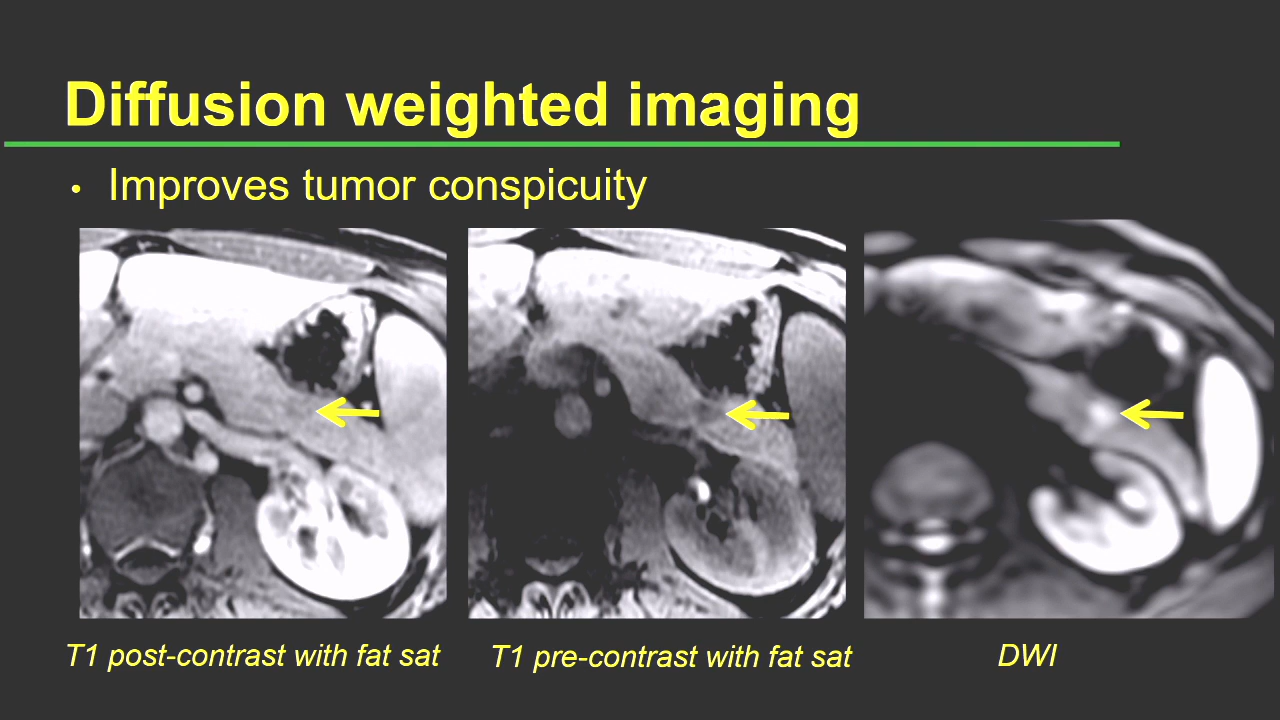 Diffusion weighted imaging
• Improves tumor conspicuity
T1 post-contrast with fat sat
T1 pre-contrast with fat sat
DWI